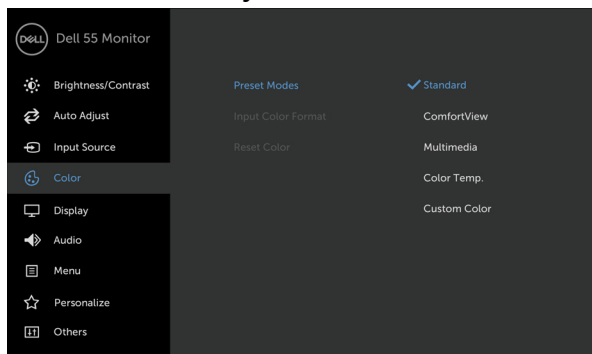 DELL Dell 55 Monitor
Brightness/Contrast
Auto Adjust
Input Source
Color
Display
Audio
Menu
Personalize
Others
Preset Modes
Input Color Format
Reset Color
Standard
ComfortView
Multimedia
Color Temp.
Custom Color